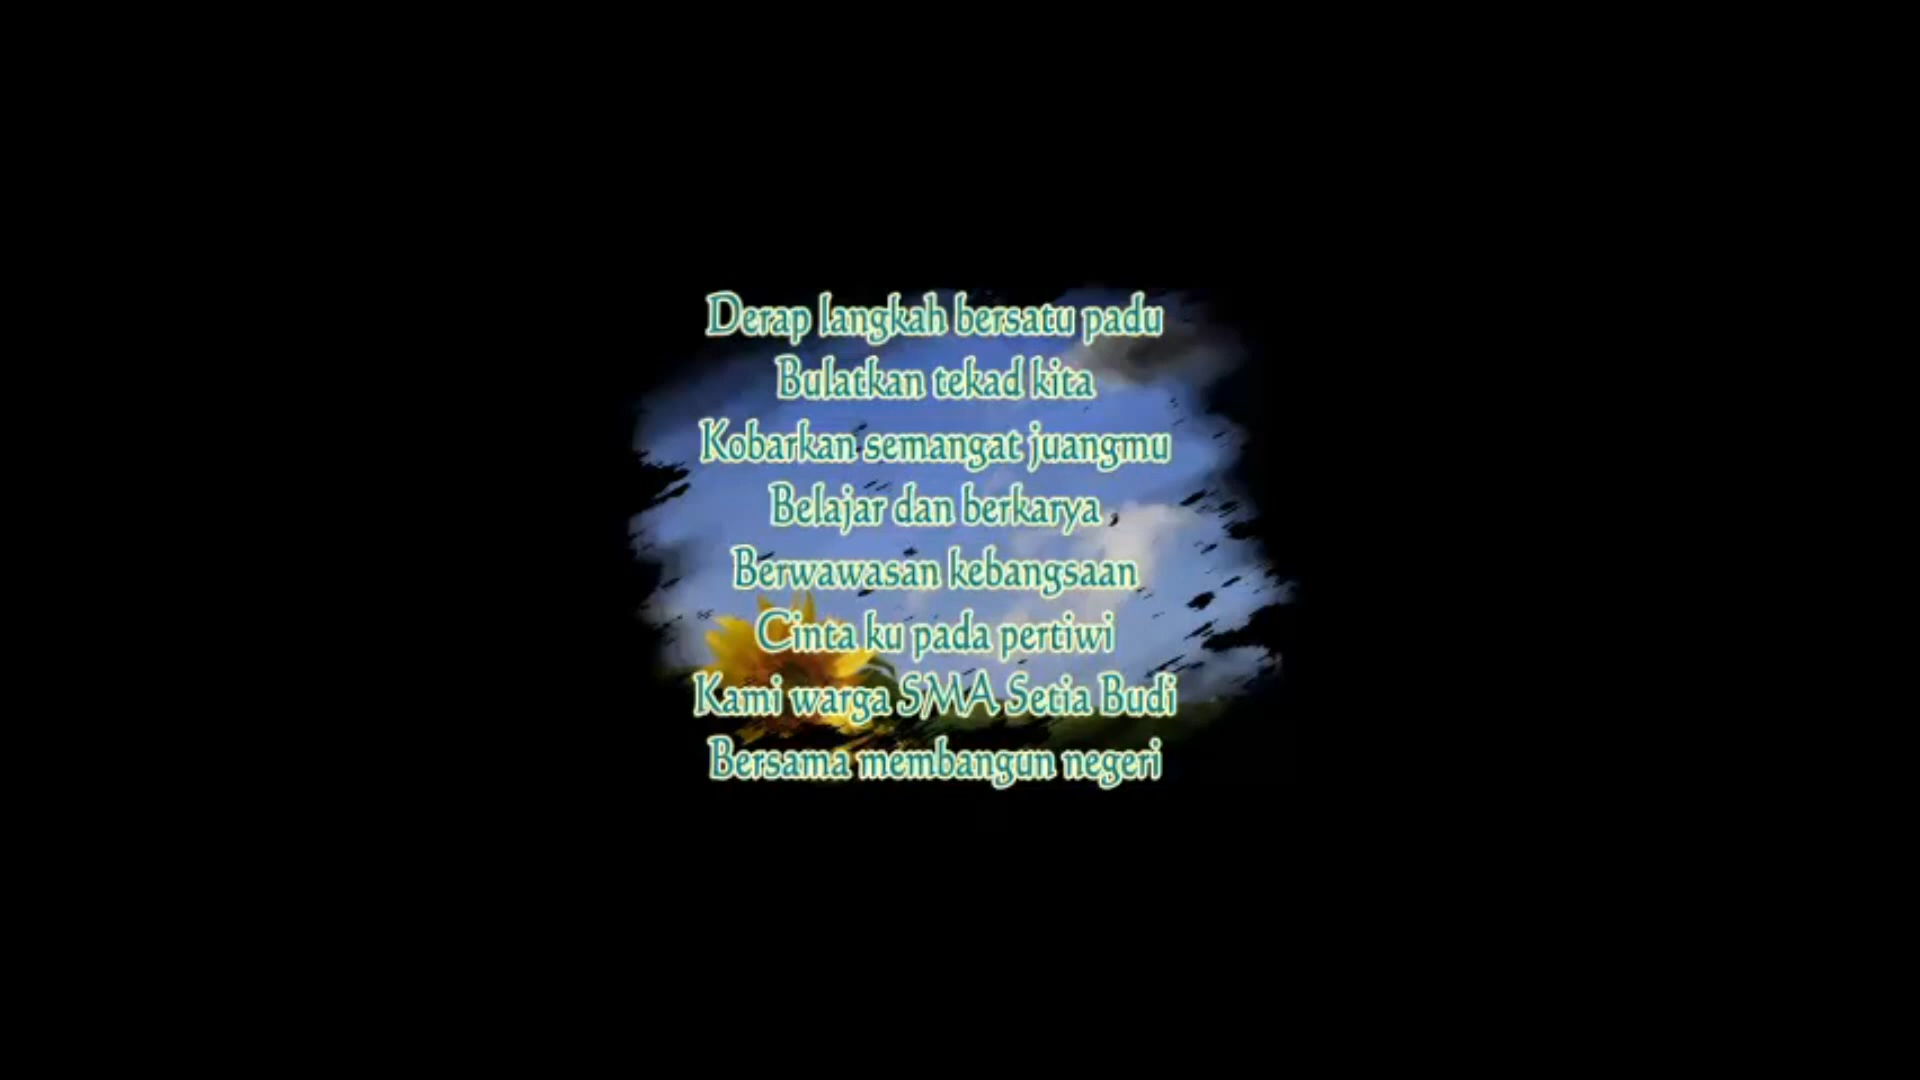 Derap langkah bersatu padu
Bulatkan tekad kita
Kobarkan semangat juangmu
Belajar dan berkarya
Berwawasan kebangsaan
Cinta ku pada pertiwi
Kami warga SMA Setia Budi
Bersama membangun negeri